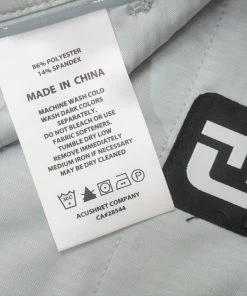 86% POLYESTER
14% SPANDEX
MADE IN CHINA
MACHINE WASH COLD
WASH DARK COLORS
SEPARATELY.
DO NOT BLEACH OR USE
FABRIC SOFTENERS.
TUMBLE DRY LOW
REMOVE IMMEDIATELY
MEDIUM IRON IF NEEDED
MAY BE DRY CLEANED
ACUSHNET COMPANY
CA#28544